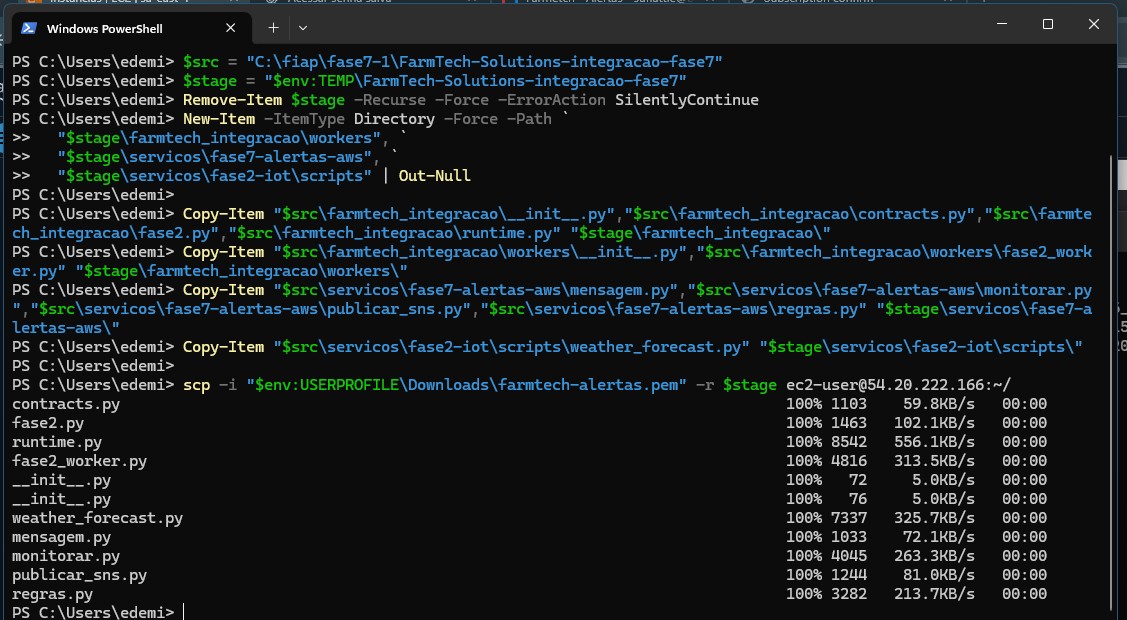 Windows PowerShell
PS C:\Users\edemi> $src = "C:\fiap\fase7-1\FarmTech-Solutions-integracao-fase7"
PS C:\Users\edemi> $stage = "$env:TEMP\FarmTech-Solutions-integracao-fase7"
PS C:\Users\edemi> Remove-Item $stage -Recurse -Force -ErrorAction SilentlyContinue
PS C:\Users\edemi> New-Item -ItemType Directory -Force -Path `
>>   "$stage\farmtech_integracao\workers", `
>>   "$stage\servicos\fase7-alertas-aws", `
>>   "$stage\servicos\fase2-iot\scripts" | Out-Null
PS C:\Users\edemi>
PS C:\Users\edemi> Copy-Item "$src\farmtech_integracao\__init__.py","$src\farmtech_integracao\contracts.py","$src\farmte
ch_integracao\fase2.py","$src\farmtech_integracao\runtime.py" "$stage\farmtech_integracao\"
PS C:\Users\edemi> Copy-Item "$src\farmtech_integracao\workers\__init__.py","$src\farmtech_integracao\workers\fase2_work
er.py" "$stage\farmtech_integracao\workers\"
PS C:\Users\edemi> Copy-Item "$src\servicos\fase7-alertas-aws\mensagem.py","$src\servicos\fase7-alertas-aws\monitorar.py
","$src\servicos\fase7-alertas-aws\publicar_sns.py","$src\servicos\fase7-alertas-aws\regras.py" "$stage\servicos\fase7-a
lertas-aws\"
PS C:\Users\edemi> Copy-Item "$src\servicos\fase2-iot\scripts\weather_forecast.py" "$stage\servicos\fase2-iot\scripts\"
PS C:\Users\edemi>
PS C:\Users\edemi> scp -i "$env:USERPROFILE\Downloads\farmtech-alertas.pem" -r $stage ec2-user@54.20.222.166:~/
contracts.py 100% 1103 59.8KB/s 00:00
fase2.py 100% 1463 102.1KB/s 00:00
runtime.py 100% 8542 556.1KB/s 00:00
fase2_worker.py 100% 4816 313.5KB/s 00:00
__init__.py 100% 72 5.0KB/s 00:00
__init__.py 100% 76 5.0KB/s 00:00
weather_forecast.py 100% 7337 325.7KB/s 00:00
mensagem.py 100% 1033 72.1KB/s 00:00
monitorar.py 100% 4045 263.3KB/s 00:00
publicar_sns.py 100% 1244 81.0KB/s 00:00
regras.py 100% 3282 213.7KB/s 00:00
PS C:\Users\edemi>